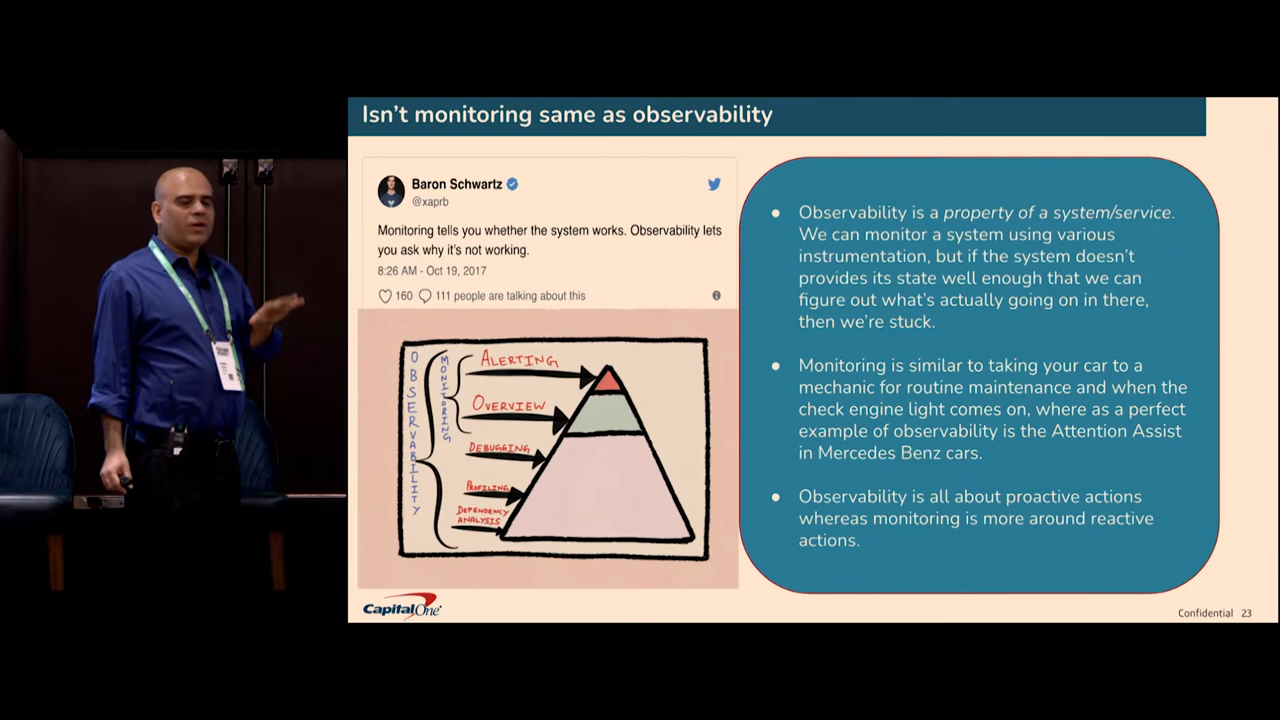 Isn't monitoring same as observability
Baron Schwartz
@xaprb
Monitoring tells you whether the system works. Observability lets
you ask why it's not working.
8:26 AM - Oct 19, 2017
160 111 people are talking about this
OBSERVABILITY
MONITORING
ALERTING
OVERVIEW
DEBUGGING
PROFILING
DEPENDENCY
ANALYSIS
● Observability is a property of a system/service.
We can monitor a system using various
instrumentation, but if the system doesn't
provides its state well enough that we can
figure out what's actually going on in there,
then we're stuck.
● Monitoring is similar to taking your car to a
mechanic for routine maintenance and when the
check engine light comes on, where as a perfect
example of observability is the Attention Assist
in Mercedes Benz cars.
● Observability is all about proactive actions
whereas monitoring is more around reactive
actions.
Capital One
Confidential 23